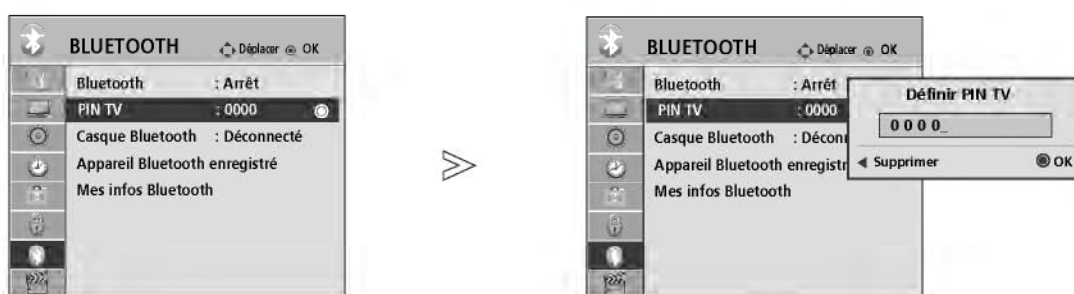 BLUETOOTH Déplacer OK
Bluetooth : Arrêt
PIN TV : 0000
Casque Bluetooth : Déconnecté
Appareil Bluetooth enregistré
Mes infos Bluetooth
BLUETOOTH Déplacer OK
Bluetooth : Arrêt
PIN TV : 0000
Casque Bluetooth : Déconn
Appareil Bluetooth enregistr
Mes infos Bluetooth
Définir PIN TV
0 0 0 0_
Supprimer OK